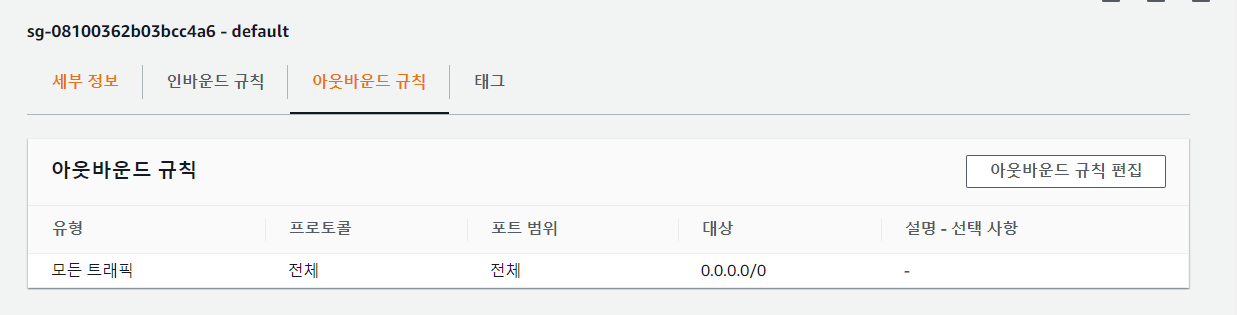 sg-08100362b03bcc4a6 - default
세부 정보 인바운드 규칙 아웃바운드 규칙 태그
아웃바운드 규칙 아웃바운드 규칙 편집
유형 프로토콜 포트 범위 대상 설명 - 선택 사항
모든 트래픽 전체 전체 0.0.0.0/0 -